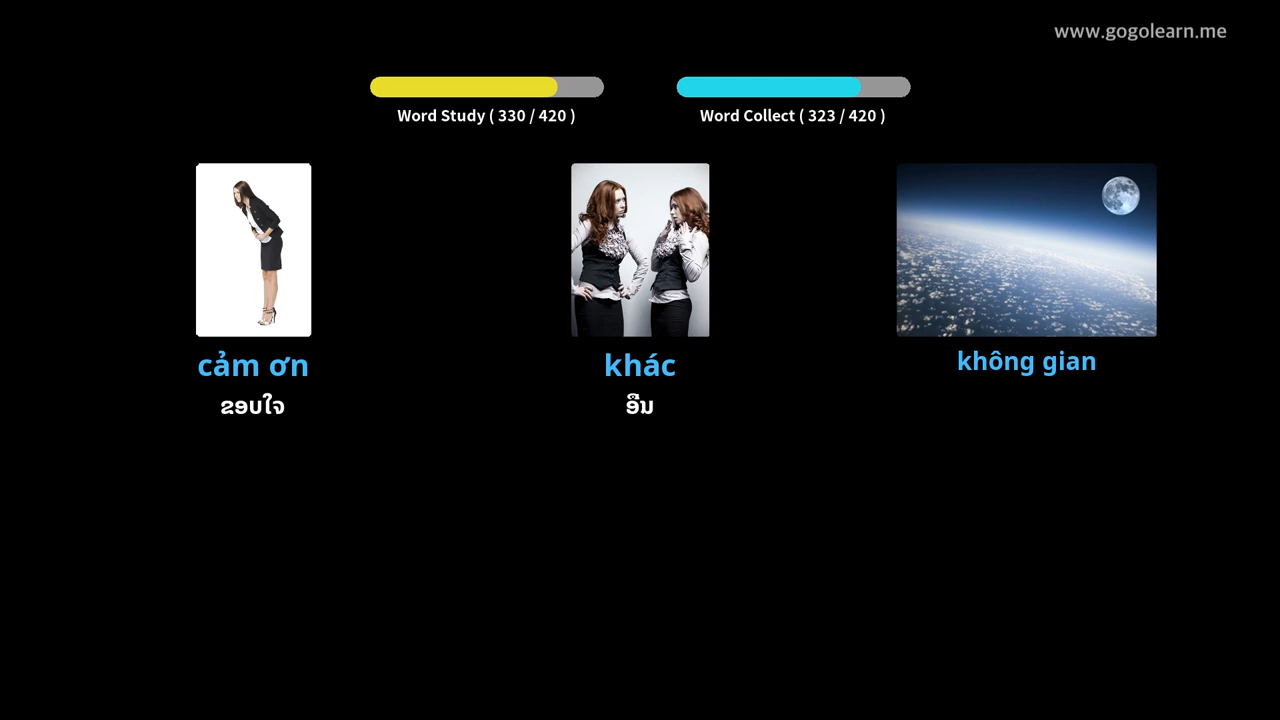 www.gogolearn.me
Word Study ( 330 / 420 )
Word Collect ( 323 / 420 )
cảm ơn
khác
không gian
ຂອບໃຈ
ອື່ນ